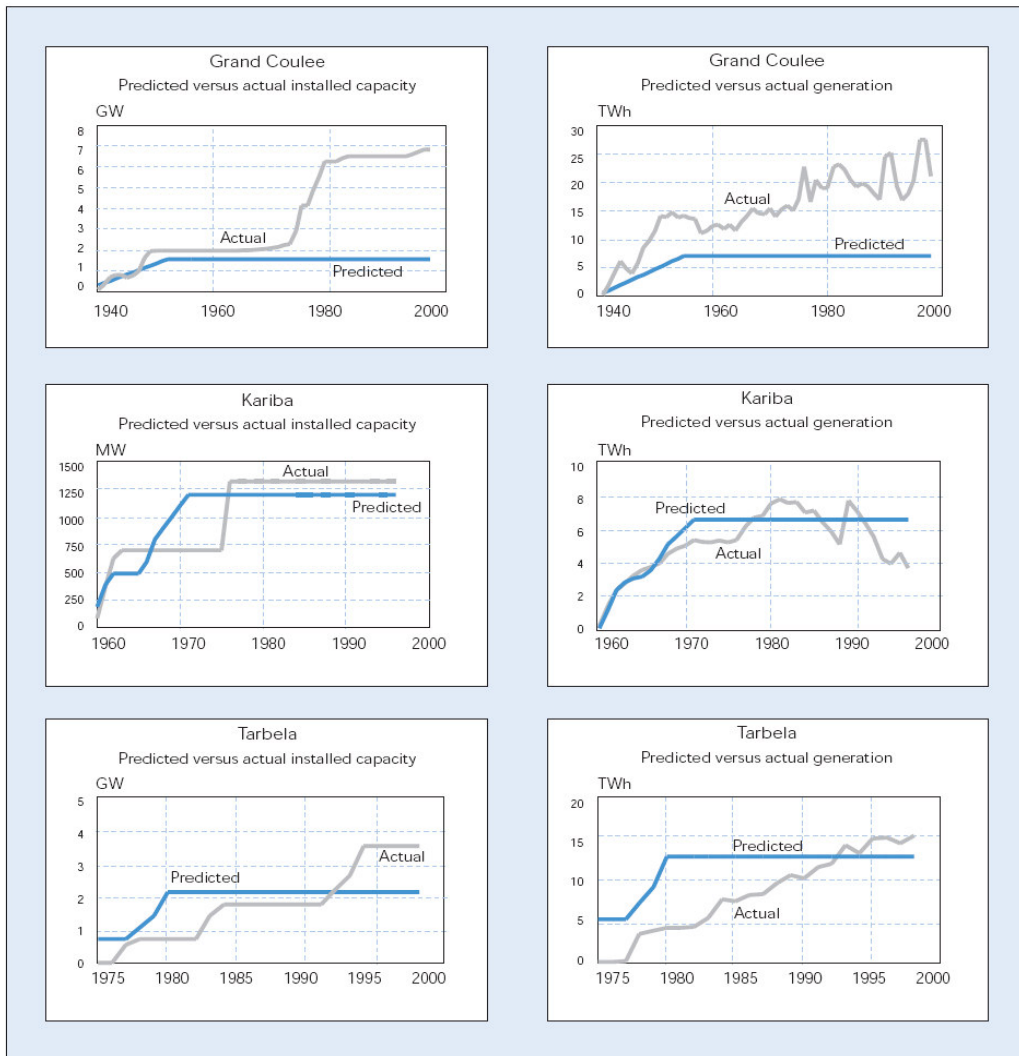 Grand Coulee
Predicted versus actual installed capacity
GW
8
7
6
5
4
3
2
1
0
Actual
Predicted
1940 1960 1980 2000
Grand Coulee
Predicted versus actual generation
TWh
30
25
20
15
10
5
0
Actual
Predicted
1940 1960 1980 2000
Kariba
Predicted versus actual installed capacity
MW
1500
1250
1000
750
500
250
0
Actual
Predicted
1960 1970 1980 1990 2000
Kariba
Predicted versus actual generation
TWh
10
8
6
4
2
0
Predicted
Actual
1960 1970 1980 1990 2000
Tarbela
Predicted versus actual installed capacity
GW
5
4
3
2
1
0
Actual
Predicted
1975 1980 1985 1990 1995 2000
Tarbela
Predicted versus actual generation
TWh
20
15
10
5
0
Predicted
Actual
1975 1980 1985 1990 1995 2000